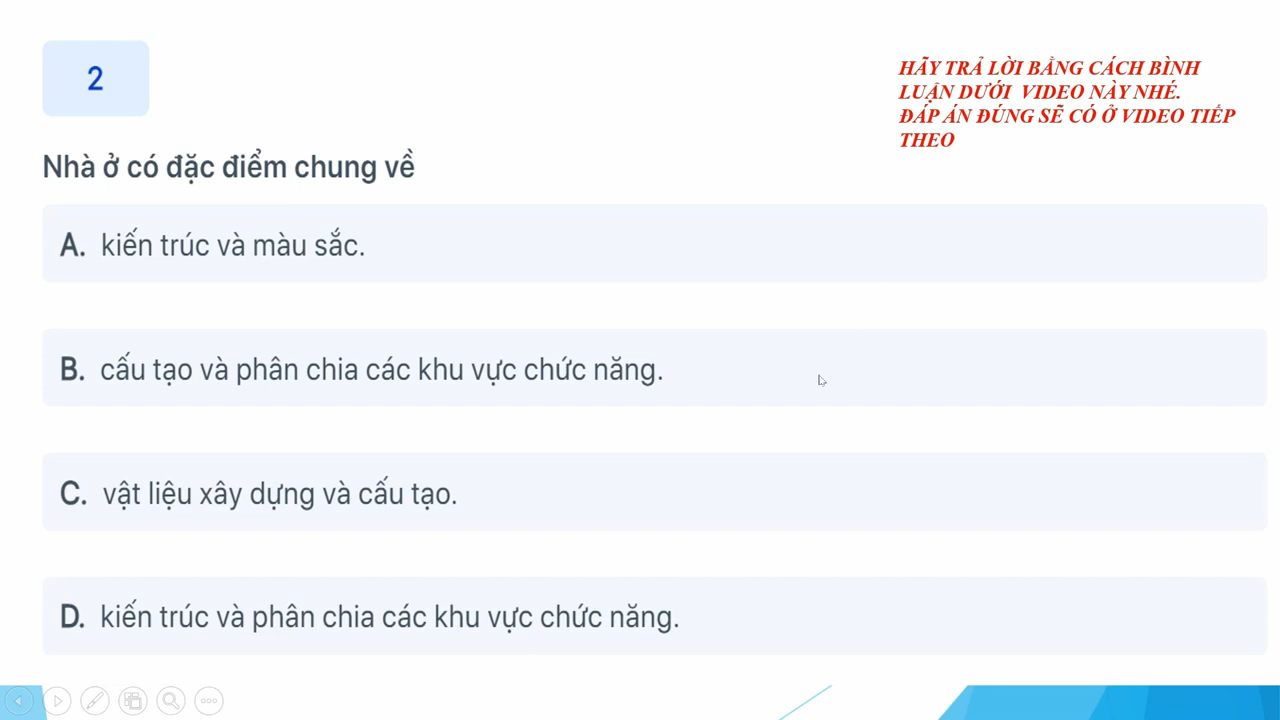 2
HÃY TRẢ LỜI BẰNG CÁCH BÌNH
LUẬN DƯỚI VIDEO NÀY NHÉ.
ĐÁP ÁN ĐÚNG SẼ CÓ Ở VIDEO TIẾP
THEO
Nhà ở có đặc điểm chung về
A. kiến trúc và màu sắc.
B. cấu tạo và phân chia các khu vực chức năng.
C. vật liệu xây dựng và cấu tạo.
D. kiến trúc và phân chia các khu vực chức năng.